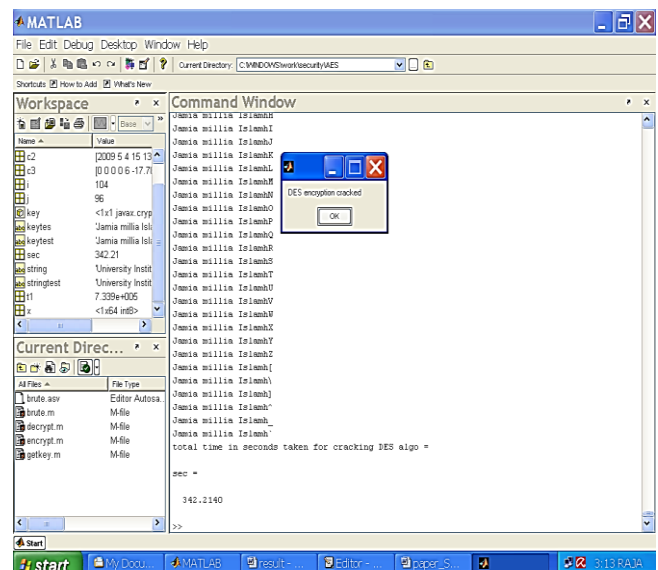 MATLAB
File Edit Debug Desktop Window Help
Current Directory: C:\WINDOWS\work\security\AES
Shortcuts How to Add What's New
Workspace
Base
Name Value
c2 [2009 5 4 15 13
c3 [0 0 0 0 6 -17.7
i 104
j 96
key <1x1 javax.cryp
keytes 'Jamia millia Isl
keytest 'Jamia millia Isl
sec 342.21
string 'University Instit
stringtest 'University Instit
t1 7.339e+005
x <1x64 int8>
Current Direc...
All Files File Type
brute.asv Editor Autosa..
brute.m M-file
decrypt.m M-file
encrypt.m M-file
getkey.m M-file
Command Window
Jamia millia IslamhH
Jamia millia IslamhI
Jamia millia IslamhJ
Jamia millia IslamhK
Jamia millia IslamhL
Jamia millia IslamhM
Jamia millia IslamhN
Jamia millia IslamhO
Jamia millia IslamhP
Jamia millia IslamhQ
Jamia millia IslamhR
Jamia millia IslamhS
Jamia millia IslamhT
Jamia millia IslamhU
Jamia millia IslamhV
Jamia millia IslamhW
Jamia millia IslamhX
Jamia millia IslamhY
Jamia millia IslamhZ
Jamia millia Islamh[
Jamia millia Islamh\
Jamia millia Islamh]
Jamia millia Islamh^
Jamia millia Islamh_
Jamia millia Islamh`
total time in seconds taken for cracking DES algo =
sec =
342.2140
>>
DES encryption cracked
OK
Start
start My Docu... MATLAB result - ... Editor - ... paper_S... 3:13 RAJA